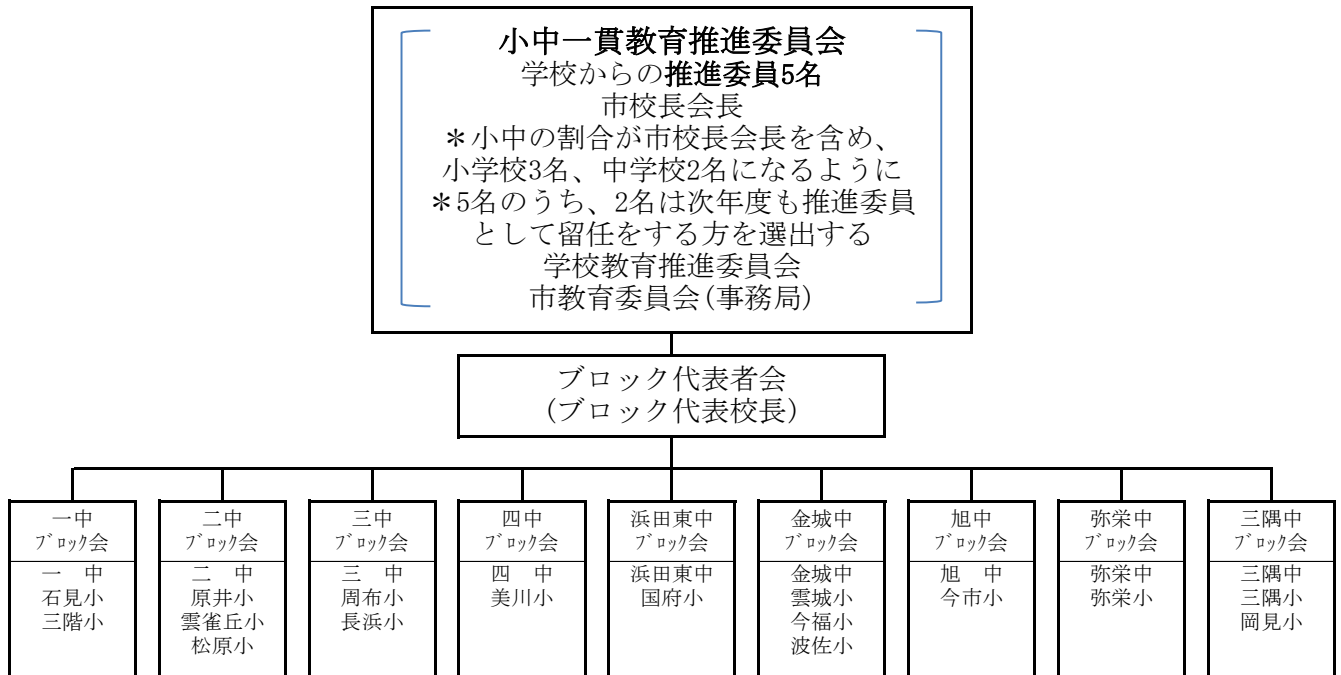 小中一貫教育推進委員会
学校からの推進委員5名
市校長会長
＊小中の割合が市校長会長を含め、
小学校3名、中学校2名になるように
＊5名のうち、2名は次年度も推進委員
として留任をする方を選出する
学校教育推進委員会
市教育委員会(事務局)
ブロック代表者会
(ブロック代表校長)
一中
ﾌﾞﾛｯｸ会
一　中
石見小
三階小
二中
ﾌﾞﾛｯｸ会
二　中
原井小
雲雀丘小
松原小
三中
ﾌﾞﾛｯｸ会
三　中
周布小
長浜小
四中
ﾌﾞﾛｯｸ会
四　中
美川小
浜田東中
ﾌﾞﾛｯｸ会
浜田東中
国府小
金城中
ﾌﾞﾛｯｸ会
金城中
雲城小
今福小
波佐小
旭中
ﾌﾞﾛｯｸ会
旭　中
今市小
弥栄中
ﾌﾞﾛｯｸ会
弥栄中
弥栄小
三隅中
ﾌﾞﾛｯｸ会
三隅中
三隅小
岡見小